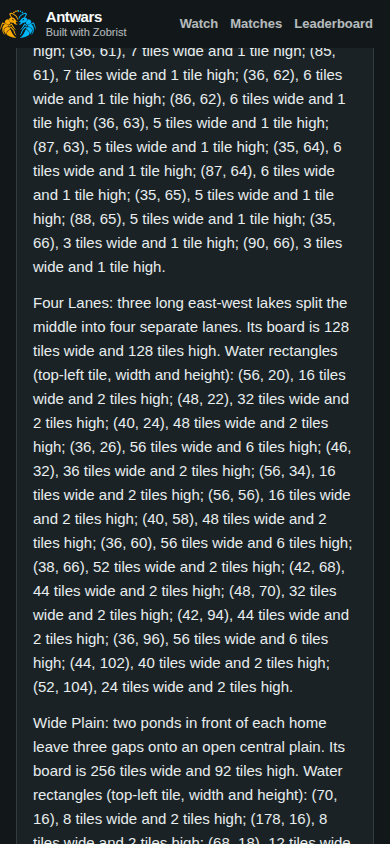 Antwars
Built with Zobrist
Watch Matches Leaderboard
high; (36, 61), 7 tiles wide and 1 tile high; (85,
61), 7 tiles wide and 1 tile high; (36, 62), 6 tiles
wide and 1 tile high; (86, 62), 6 tiles wide and 1
tile high; (36, 63), 5 tiles wide and 1 tile high;
(87, 63), 5 tiles wide and 1 tile high; (35, 64), 6
tiles wide and 1 tile high; (87, 64), 6 tiles wide
and 1 tile high; (35, 65), 5 tiles wide and 1 tile
high; (88, 65), 5 tiles wide and 1 tile high; (35,
66), 3 tiles wide and 1 tile high; (90, 66), 3 tiles
wide and 1 tile high.
Four Lanes: three long east-west lakes split the
middle into four separate lanes. Its board is 128
tiles wide and 128 tiles high. Water rectangles
(top-left tile, width and height): (56, 20), 16 tiles
wide and 2 tiles high; (48, 22), 32 tiles wide and
2 tiles high; (40, 24), 48 tiles wide and 2 tiles
high; (36, 26), 56 tiles wide and 6 tiles high; (46,
32), 36 tiles wide and 2 tiles high; (56, 34), 16
tiles wide and 2 tiles high; (56, 56), 16 tiles wide
and 2 tiles high; (40, 58), 48 tiles wide and 2
tiles high; (36, 60), 56 tiles wide and 6 tiles high;
(38, 66), 52 tiles wide and 2 tiles high; (42, 68),
44 tiles wide and 2 tiles high; (48, 70), 32 tiles
wide and 2 tiles high; (42, 94), 44 tiles wide and
2 tiles high; (36, 96), 56 tiles wide and 6 tiles
high; (44, 102), 40 tiles wide and 2 tiles high;
(52, 104), 24 tiles wide and 2 tiles high.
Wide Plain: two ponds in front of each home
leave three gaps onto an open central plain. Its
board is 256 tiles wide and 92 tiles high. Water
rectangles (top-left tile, width and height): (70,
16), 8 tiles wide and 2 tiles high; (178, 16), 8
tiles wide and 2 tiles high; (68, 18), 12 tiles wide